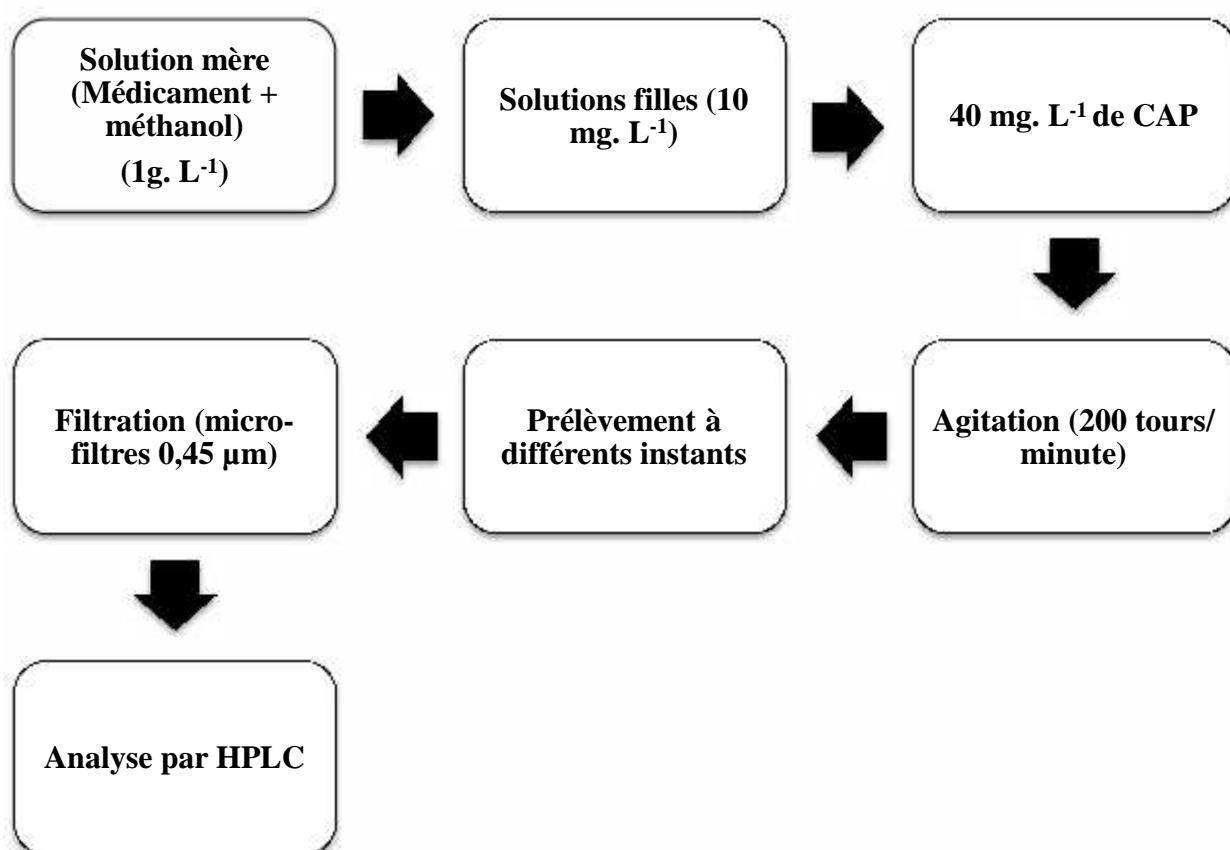 Solution mère
(Médicament +
méthanol)
(1g. L-1)
Solutions filles (10
mg. L-1)
40 mg. L-1 de CAP
Agitation (200 tours/
minute)
Prélèvement à
différents instants
Filtration (micro-
filtres 0,45 µm)
Analyse par HPLC